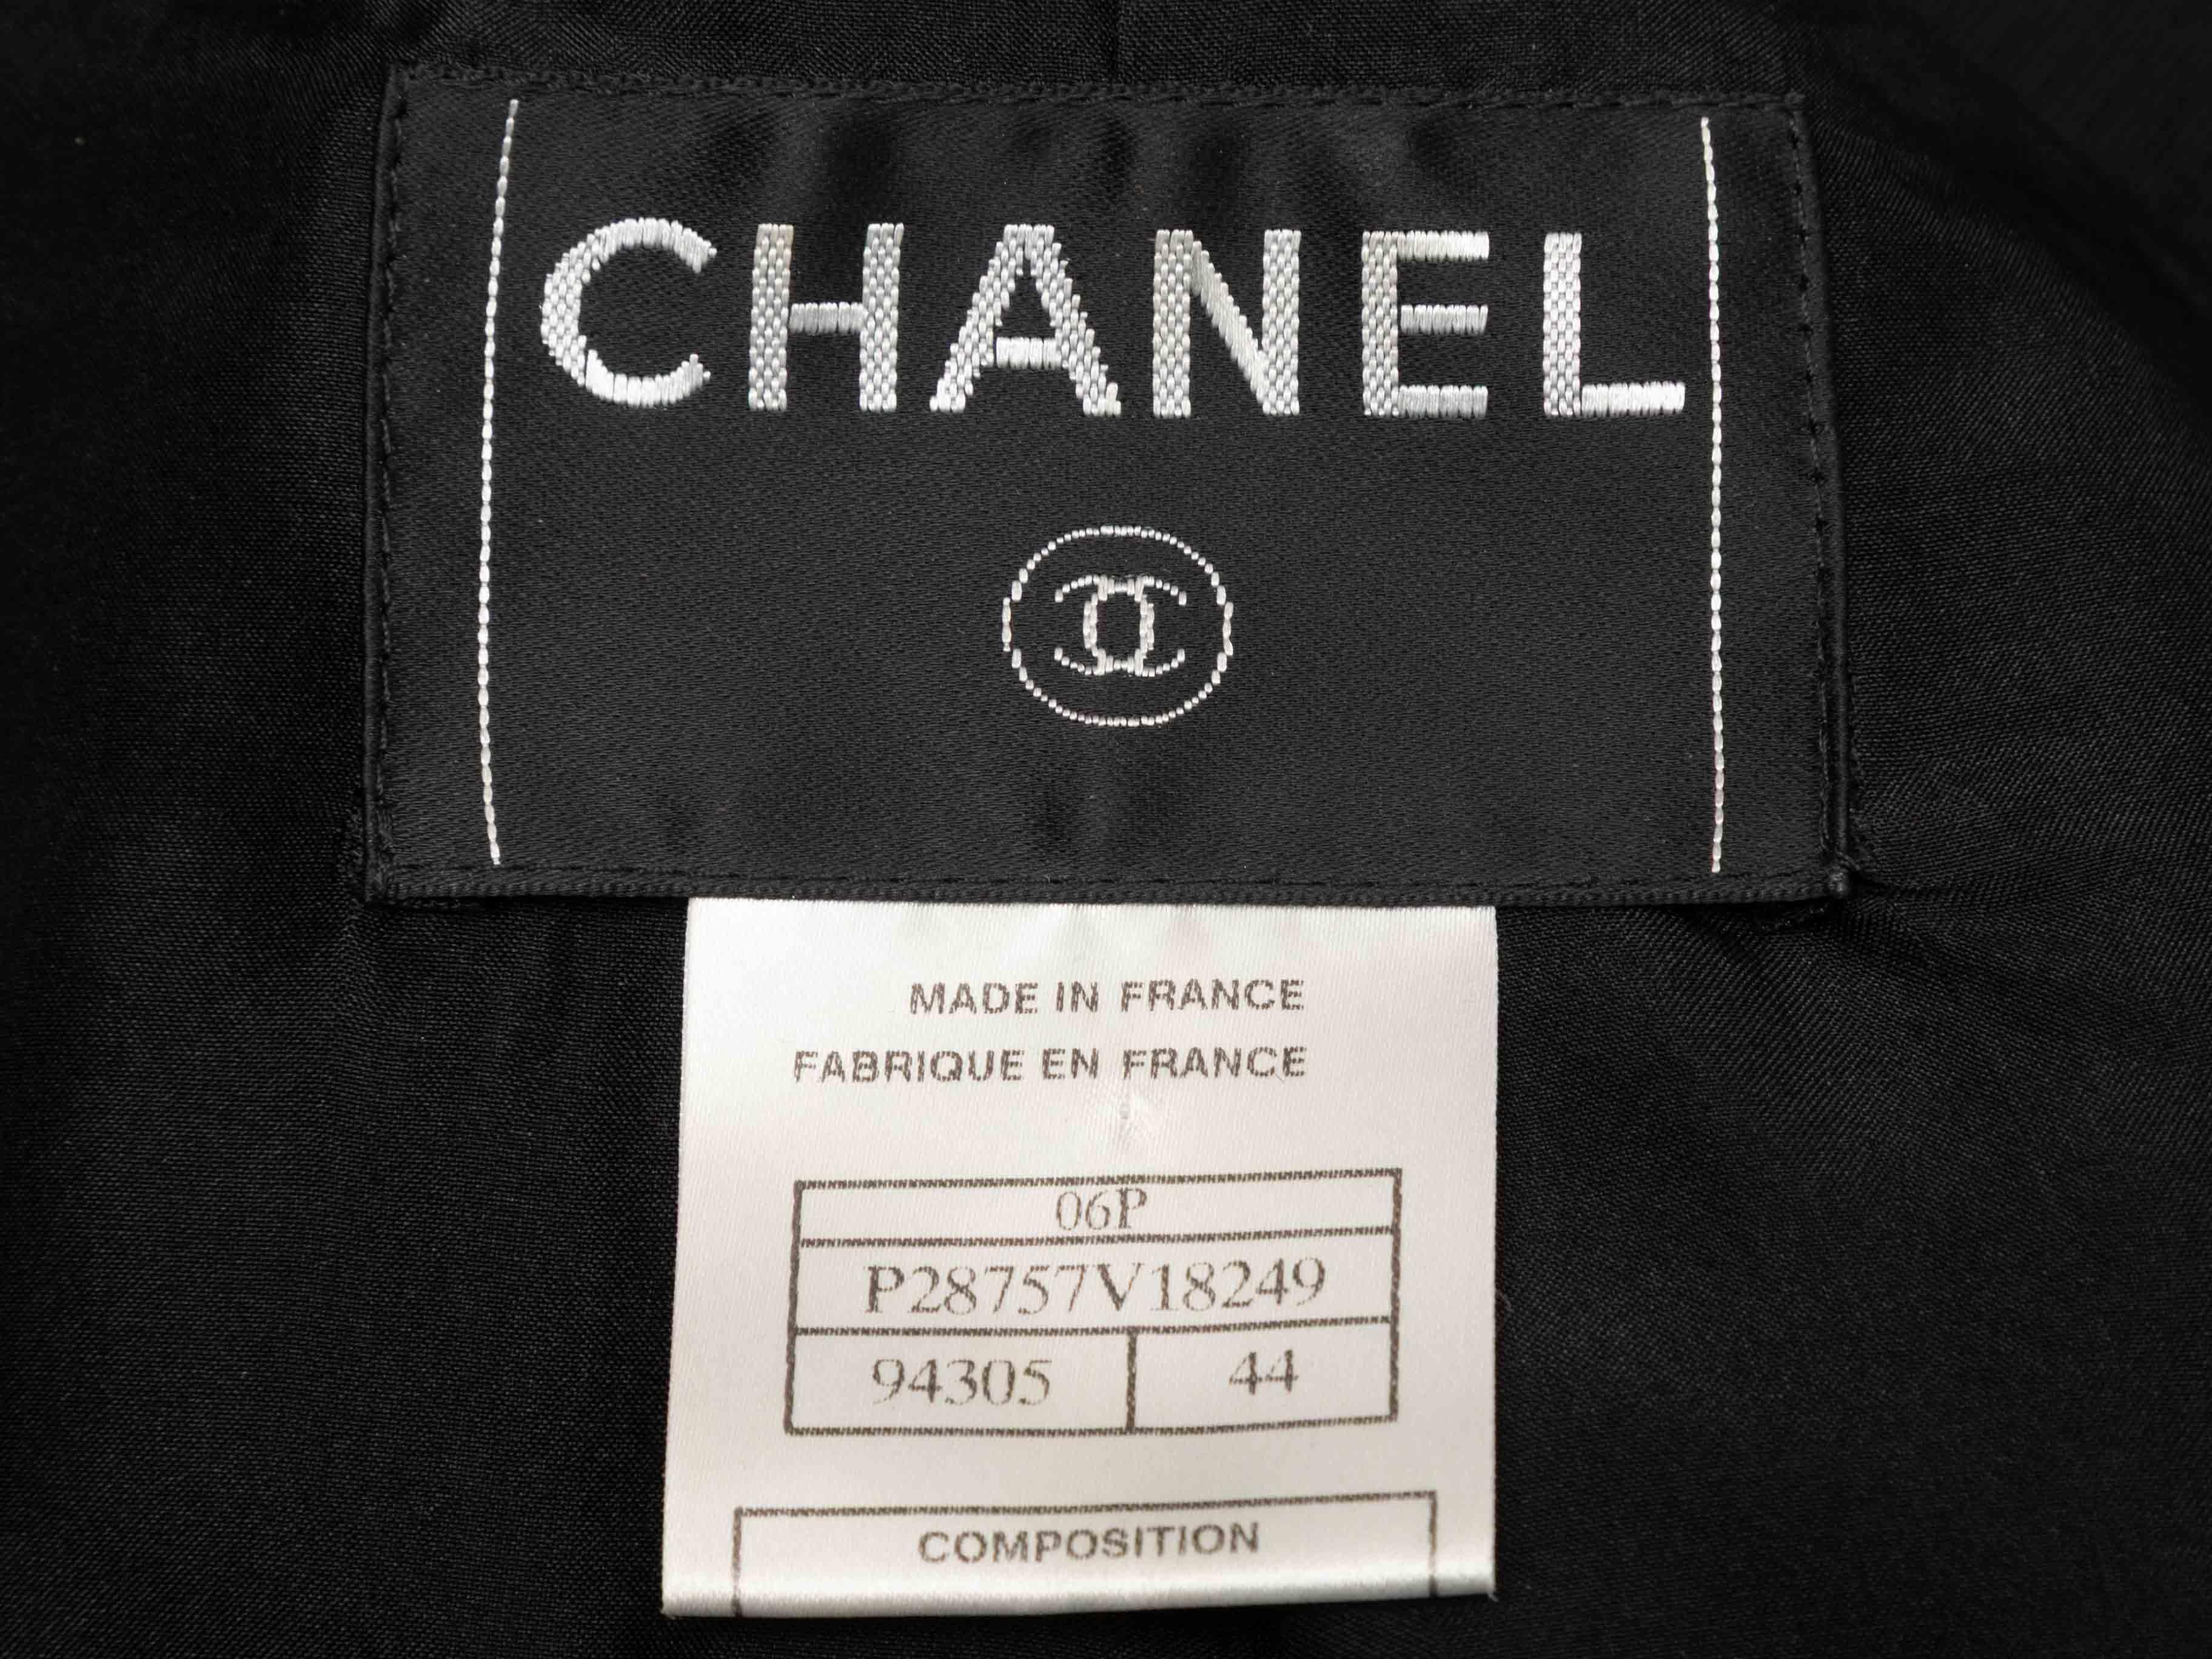 CHANEL
MADE IN FRANCE
FABRIQUE EN FRANCE
06P
P28757V18249
94305 44
COMPOSITION